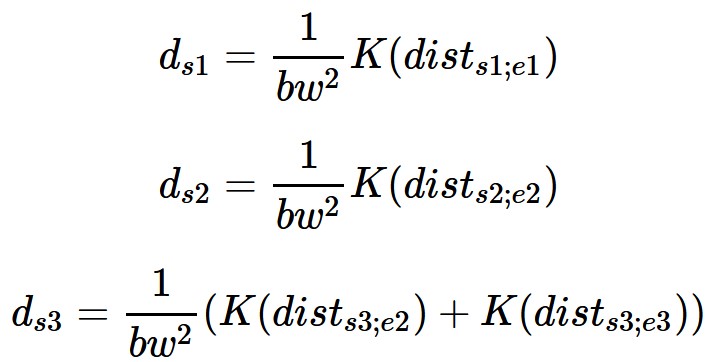 $d_{s1} = \frac{1}{bw^2} K(dist_{s1;e1})$
$d_{s2} = \frac{1}{bw^2} K(dist_{s2;e2})$
$d_{s3} = \frac{1}{bw^2} (K(dist_{s3;e2}) + K(dist_{s3;e3}))$